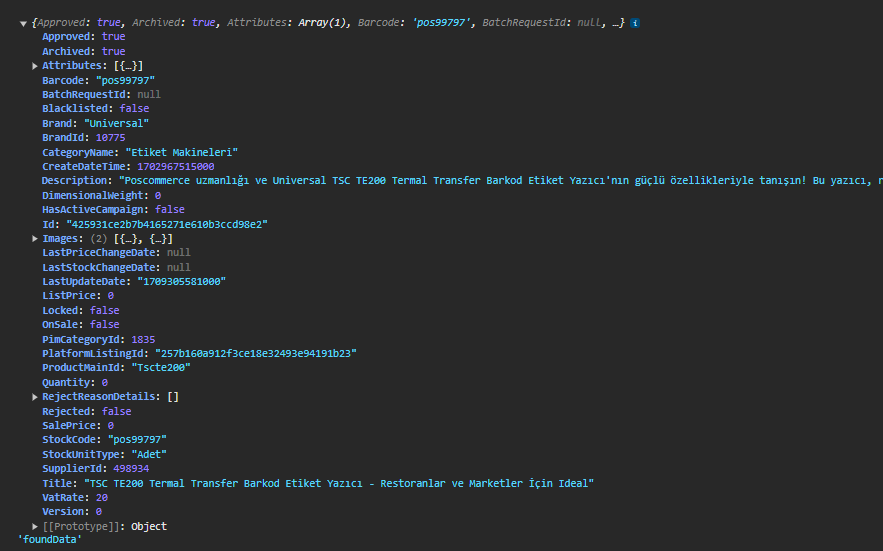 ▼ {Approved: true, Archived: true, Attributes: Array(1), Barcode: 'pos99797', BatchRequestId: null, …} i
Approved: true
Archived: true
▶ Attributes: [{…}]
Barcode: "pos99797"
BatchRequestId: null
Blacklisted: false
Brand: "Universal"
BrandId: 10775
CategoryName: "Etiket Makineleri"
CreateDateTime: 1702967515000
Description: "Poscommerce uzmanlığı ve Universal TSC TE200 Termal Transfer Barkod Etiket Yazıcı'nın güçlü özellikleriyle tanışın! Bu yazıcı, r
DimensionalWeight: 0
HasActiveCampaign: false
Id: "425931ce2b7b4165271e610b3ccd98e2"
▶ Images: (2) [{…}, {…}]
LastPriceChangeDate: null
LastStockChangeDate: null
LastUpdateDate: "1709305581000"
ListPrice: 0
Locked: false
OnSale: false
PimCategoryId: 1835
PlatformListingId: "257b160a912f3ce18e32493e94191b23"
ProductMainId: "Tscte200"
Quantity: 0
▶ RejectReasonDetails: []
Rejected: false
SalePrice: 0
StockCode: "pos99797"
StockUnitType: "Adet"
SupplierId: 498934
Title: "TSC TE200 Termal Transfer Barkod Etiket Yazıcı - Restoranlar ve Marketler İçin Ideal"
VatRate: 20
Version: 0
▶ [[Prototype]]: Object
'foundData'